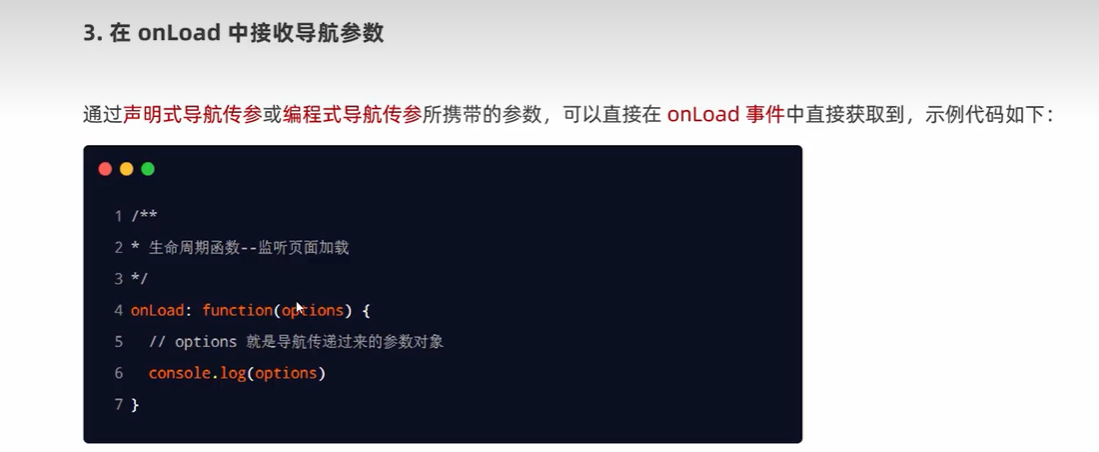 3. 在 onLoad 中接收导航参数
通过声明式导航传参或编程式导航传参所携带的参数，可以直接在 onLoad 事件中直接获取到，示例代码如下：
1 /**
2 * 生命周期函数--监听页面加载
3 */
4 onLoad: function(options) {
5   // options 就是导航传递过来的参数对象
6   console.log(options)
7 }